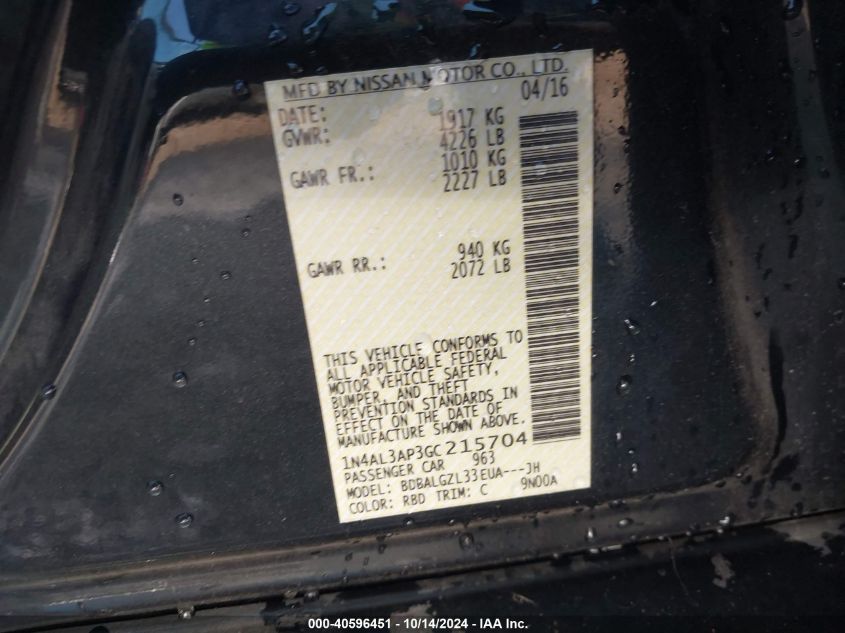 MFD BY NISSAN MOTOR CO., LTD.
DATE: 04/16
GVWR: 1917 KG
4226 LB
GAWR FR.: 1010 KG
2227 LB
GAWR RR.: 940 KG
2072 LB
THIS VEHICLE CONFORMS TO
ALL APPLICABLE FEDERAL
MOTOR VEHICLE SAFETY,
BUMPER, AND THEFT
PREVENTION STANDARDS IN
EFFECT ON THE DATE OF
MANUFACTURE SHOWN ABOVE.
1N4AL3AP3GC215704
PASSENGER CAR 963
MODEL: BDBALGZL33EUA---JH
COLOR: RBD TRIM: C 9N00A
000-40596451 - 10/14/2024 - IAA Inc.